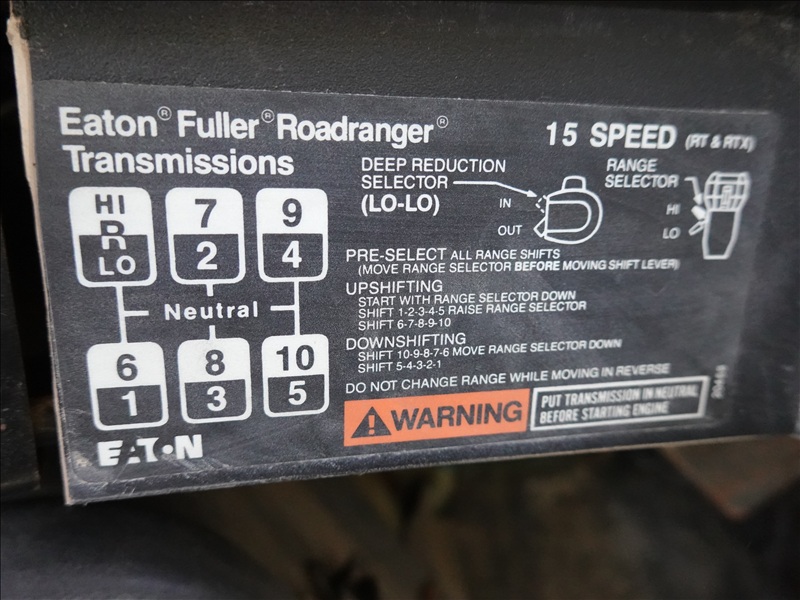 Eaton® Fuller® Roadranger®
Transmissions
15 SPEED (RT & RTX)
HI
R
LO
7
2
9
4
Neutral
6
1
8
3
10
5
EATON
DEEP REDUCTION
SELECTOR
(LO-LO)
IN
OUT
RANGE
SELECTOR
HI
LO
PRE-SELECT ALL RANGE SHIFTS
(MOVE RANGE SELECTOR BEFORE MOVING SHIFT LEVER)
UPSHIFTING
START WITH RANGE SELECTOR DOWN
SHIFT 1-2-3-4-5 RAISE RANGE SELECTOR
SHIFT 6-7-8-9-10
DOWNSHIFTING
SHIFT 10-9-8-7-6 MOVE RANGE SELECTOR DOWN
SHIFT 5-4-3-2-1
DO NOT CHANGE RANGE WHILE MOVING IN REVERSE
WARNING
PUT TRANSMISSION IN NEUTRAL
BEFORE STARTING ENGINE